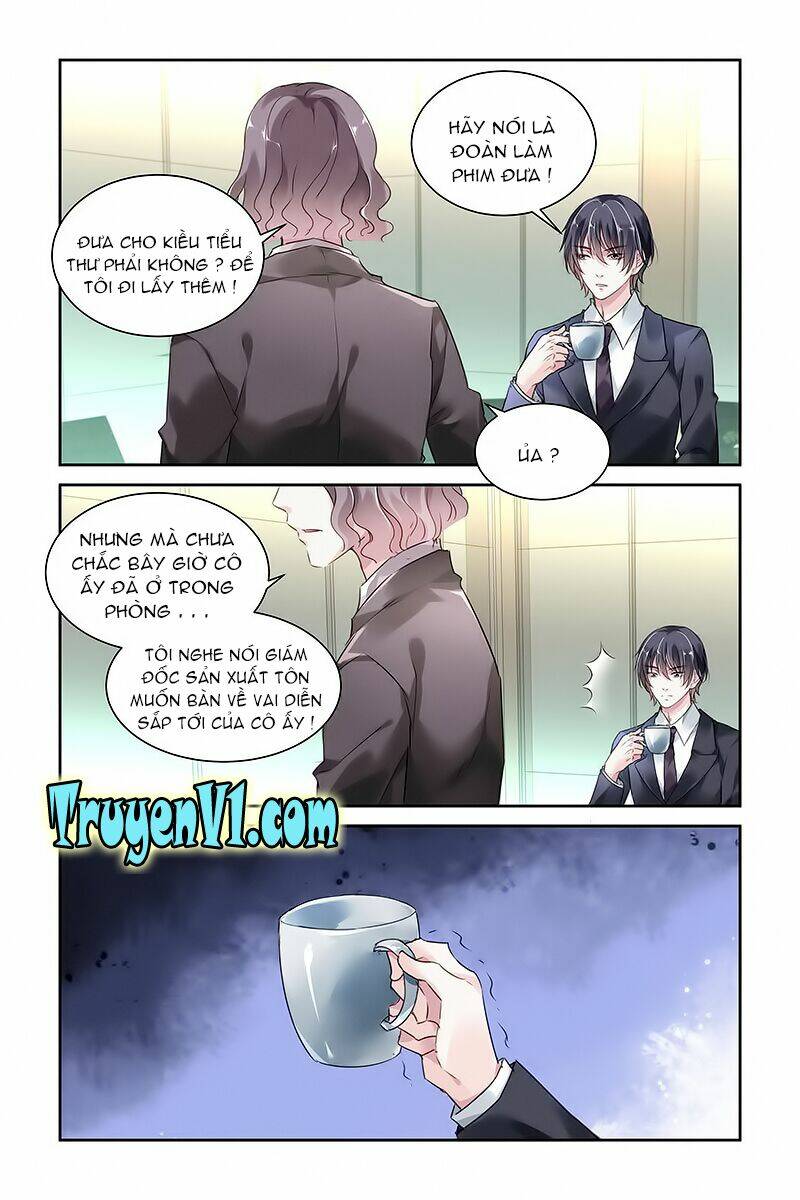 ĐƯA CHO KIỀU TIỂU
THƯ PHẢI KHÔNG ? ĐỂ
TÔI ĐI LẤY THÊM !
HÃY NÓI LÀ
ĐOÀN LÀM
PHIM ĐƯA !
ỦA ?
NHƯNG MÀ CHƯA
CHẮC BÂY GIỜ CÔ
ẤY ĐÃ Ở TRONG
PHÒNG . . .
TÔI NGHE NÓI GIÁM
ĐỐC SẢN XUẤT TÔN
MUỐN BÀN VỀ VAI DIỄN
SẮP TỚI CỦA CÔ ẤY !
TruyenV1.com